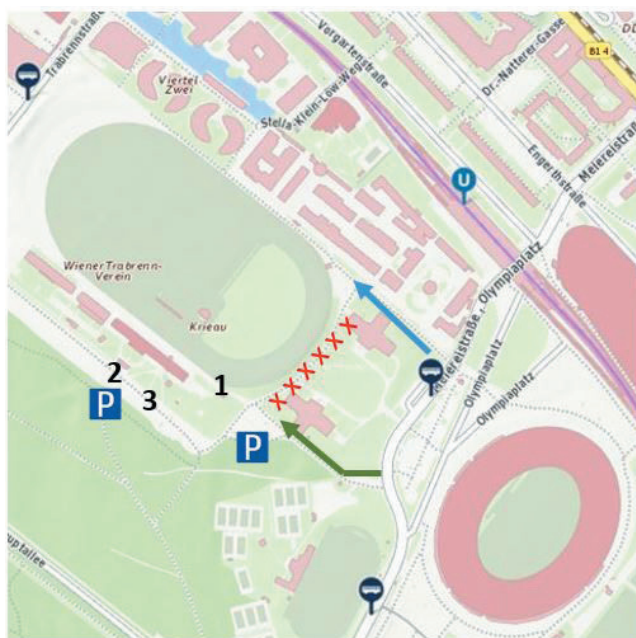 Trabrennstraße
Viertel
Zwei
Vorgartenstraße
Stella-Klein-Löw-Weg
Dr.-Natterer-Gasse
B14
Engerthstraße
Meiereistraße
U
Wiener Trabrenn-
Verein
Krieau
Meiereistraße, Olympiaplatz
Olympiaplatz
Olympiaplatz
1
2
3
P
P